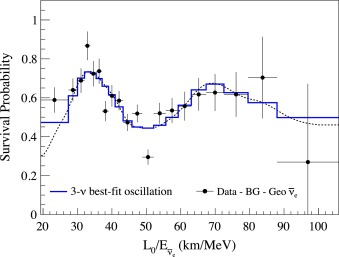 Survival Probability
1
0.8
0.6
0.4
0.2
0
3-ν best-fit oscillation
Data - BG - Geo ν̅ₑ
20 30 40 50 60 70 80 90 100
L₀/E_ν̅ₑ (km/MeV)